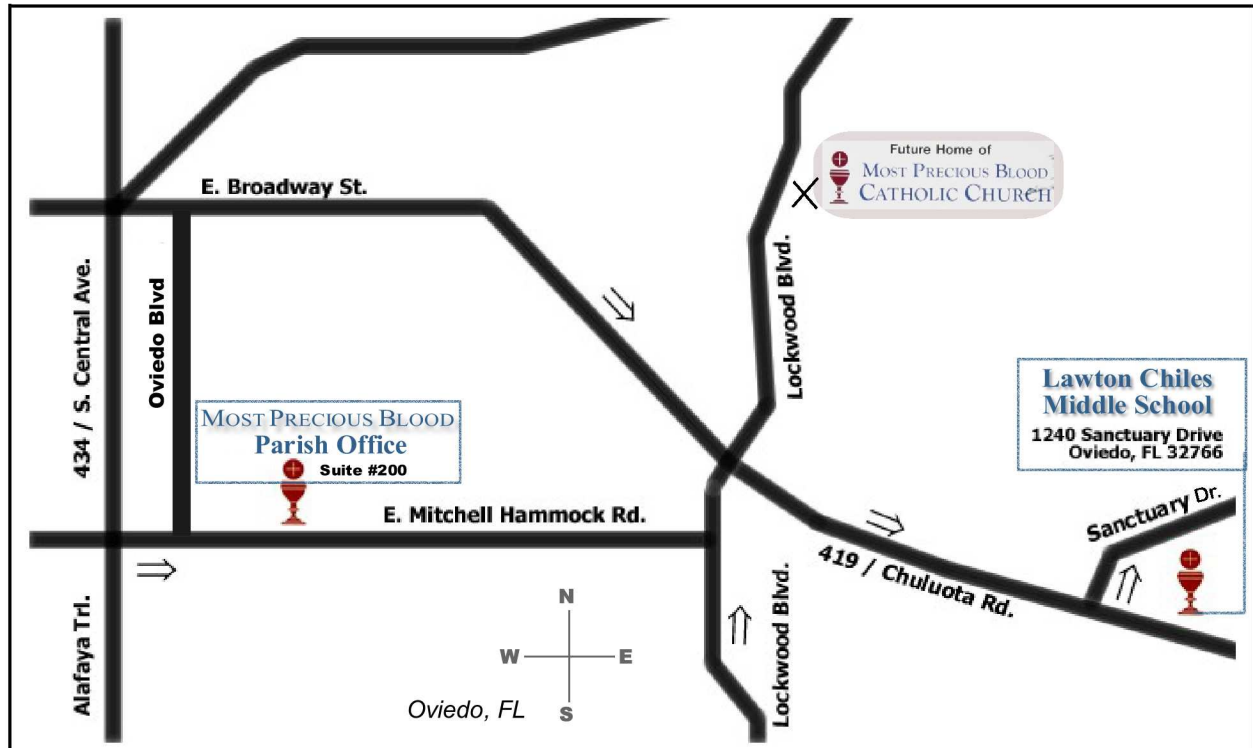 Future Home of
MOST PRECIOUS BLOOD
CATHOLIC CHURCH
E. Broadway St.
434 / S. Central Ave.
Oviedo Blvd
Lockwood Blvd.
MOST PRECIOUS BLOOD
Parish Office
Suite #200
Lawton Chiles
Middle School
1240 Sanctuary Drive
Oviedo, FL 32766
Sanctuary Dr.
E. Mitchell Hammock Rd.
419 / Chuluota Rd.
Alafaya Trl.
Lockwood Blvd.
N
W
E
S
Oviedo, FL